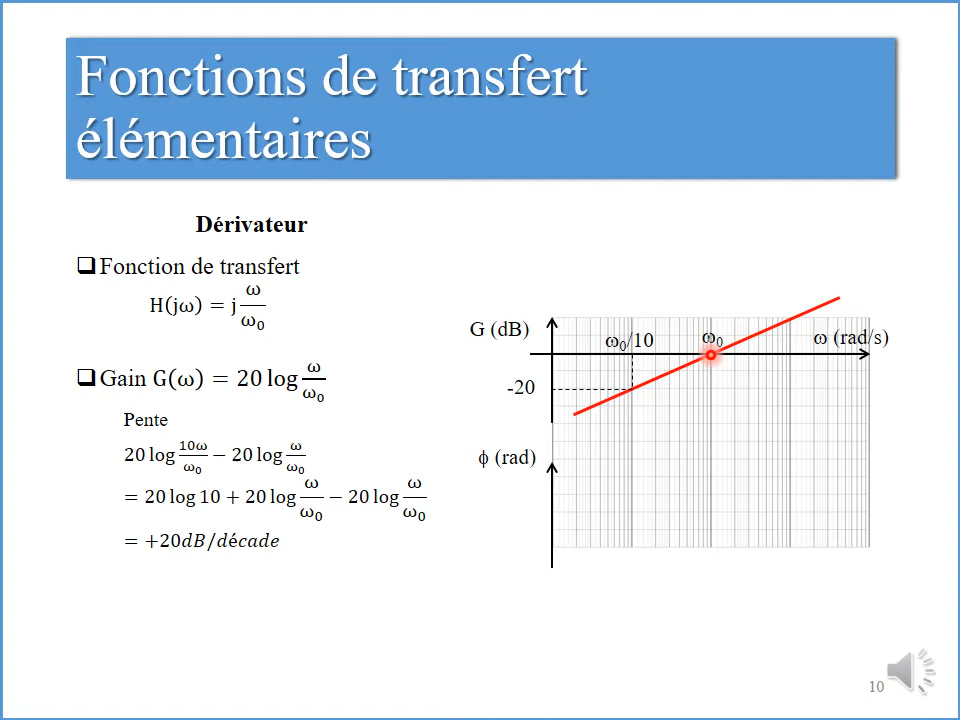 Fonctions de transfert
élémentaires
Dérivateur
❑Fonction de transfert
H(jω) = j ω/ω₀
❑Gain G(ω) = 20 log ω/ω₀
Pente
20 log 10ω/ω₀ − 20 log ω/ω₀
= 20 log 10 + 20 log ω/ω₀ − 20 log ω/ω₀
= +20dB/décade
G (dB)
ω₀/10
ω₀
ω (rad/s)
-20
ϕ (rad)
10